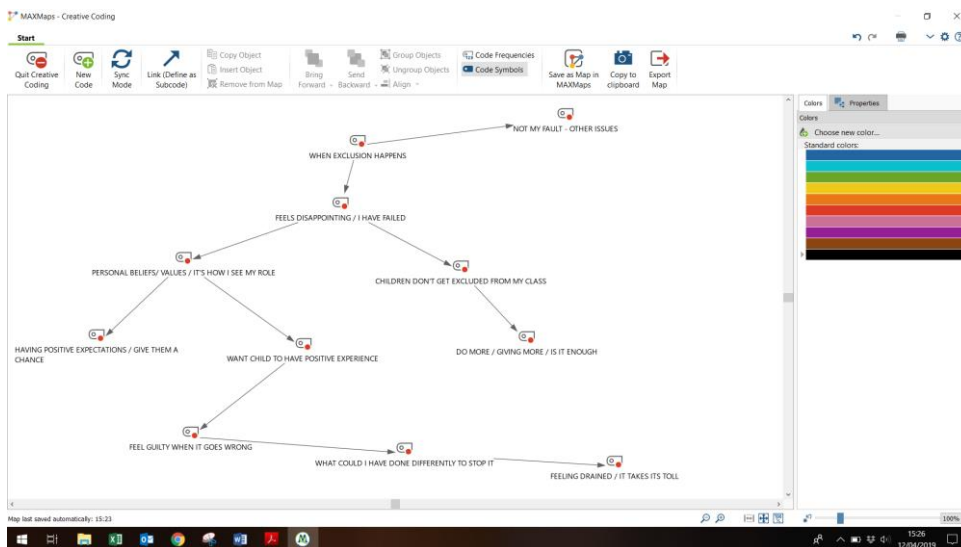 MAXMaps - Creative Coding
Start
Quit Creative Coding
New Code
Sync Mode
Link (Define as Subcode)
Copy Object
Insert Object
Remove from Map
Bring Forward
Send Backward
Group Objects
Ungroup Objects
Align
Code Frequencies
Code Symbols
Save as Map in MAXMaps
Copy to clipboard
Export Map
Colors
Properties
Colors
Choose new color...
Standard colors:
NOT MY FAULT - OTHER ISSUES
WHEN EXCLUSION HAPPENS
FEELS DISAPPOINTING / I HAVE FAILED
PERSONAL BELIEFS/ VALUES / IT'S HOW I SEE MY ROLE
CHILDREN DON'T GET EXCLUDED FROM MY CLASS
HAVING POSITIVE EXPECTATIONS / GIVE THEM A
CHANCE
WANT CHILD TO HAVE POSITIVE EXPERIENCE
DO MORE / GIVING MORE / IS IT ENOUGH
FEEL GUILTY WHEN IT GOES WRONG
WHAT COULD I HAVE DONE DIFFERENTLY TO STOP IT
FEELING DRAINED / IT TAKES ITS TOLL
Map last saved automatically: 15:23
100%
15:26
12/04/2019